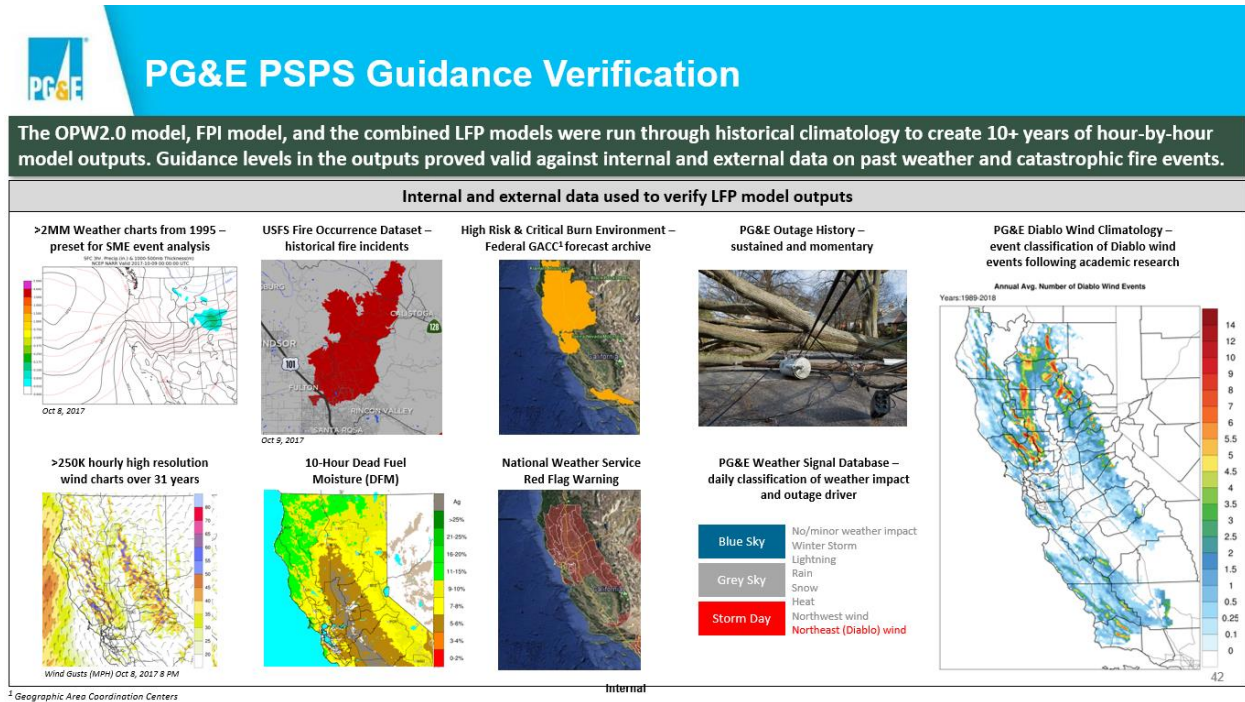 PG&E
PG&E PSPS Guidance Verification
The OPW2.0 model, FPI model, and the combined LFP models were run through historical climatology to create 10+ years of hour-by-hour
model outputs. Guidance levels in the outputs proved valid against internal and external data on past weather and catastrophic fire events.
Internal and external data used to verify LFP model outputs
>2MM Weather charts from 1995 –
preset for SME event analysis
Oct 8, 2017
USFS Fire Occurrence Dataset –
historical fire incidents
CALISTOGA
128
101
FULTON
RINCON VALLEY
SANTA ROSA
Oct 9, 2017
High Risk & Critical Burn Environment –
Federal GACC1 forecast archive
PG&E Outage History –
sustained and momentary
PG&E Diablo Wind Climatology –
event classification of Diablo wind
events following academic research
Annual Avg. Number of Diablo Wind Events
Years:1989-2018
14
12
10
9
8
7
6
5.5
5
4.5
4
3.5
3
2.5
2
1.5
1
0.5
0.25
0.1
0
>250K hourly high resolution
wind charts over 31 years
Wind Gusts (MPH) Oct 8, 2017 8 PM
10-Hour Dead Fuel
Moisture (DFM)
Ag
>25%
21-25%
16-20%
11-15%
9-10%
7-8%
5-6%
3-4%
0-2%
National Weather Service
Red Flag Warning
PG&E Weather Signal Database –
daily classification of weather impact
and outage driver
Blue Sky
Grey Sky
Storm Day
No/minor weather impact
Winter Storm
Lightning
Rain
Snow
Heat
Northwest wind
Northeast (Diablo) wind
42
Internal
1 Geographic Area Coordination Centers